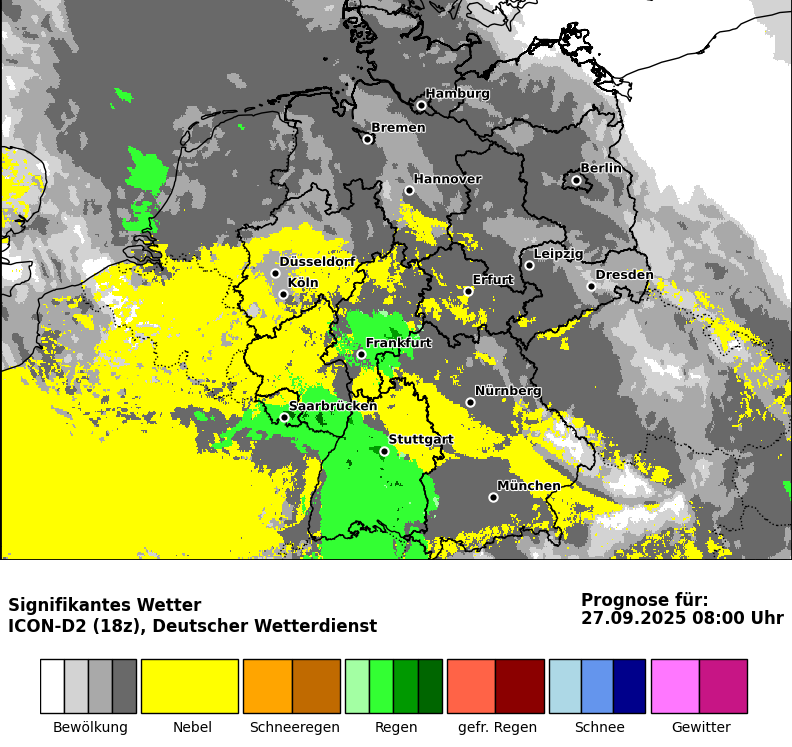 Hamburg
Bremen
Berlin
Hannover
Leipzig
Düsseldorf
Dresden
Köln
Erfurt
Frankfurt
Nürnberg
Saarbrücken
Stuttgart
München
Signifikantes Wetter
ICON-D2 (18z), Deutscher Wetterdienst
Prognose für:
27.09.2025 08:00 Uhr
Bewölkung Nebel Schneeregen Regen gefr. Regen Schnee Gewitter